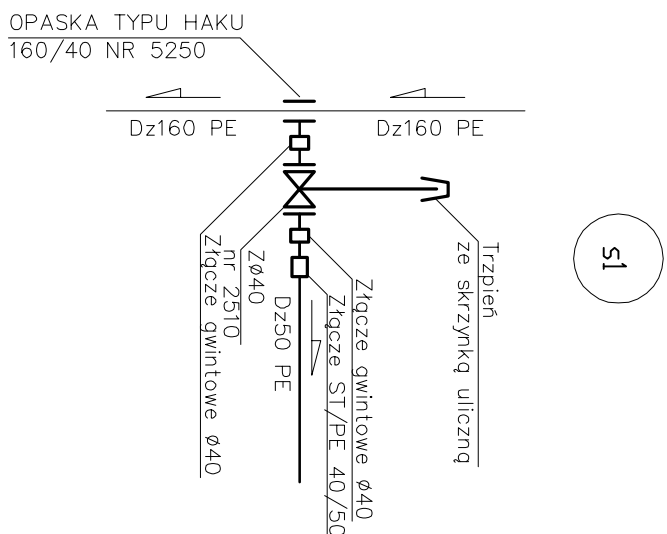 OPASKA TYPU HAKU
160/40 NR 5250
Dz160 PE
Dz160 PE
Złącze gwintowe ø40
nr 2510
Zø40
Dz50 PE
Złącze ST/PE 40/50
Złącze gwintowe ø40
Trzpień
ze skrzynką uliczną
s1